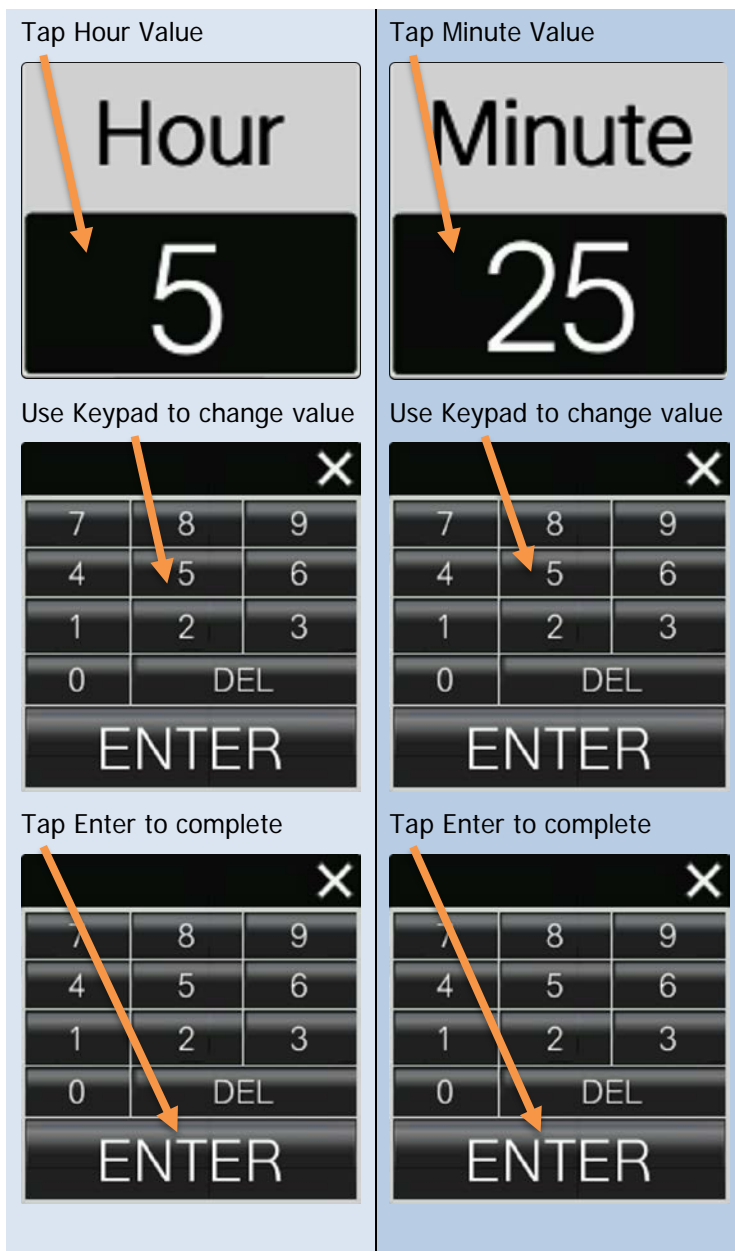 Tap Hour Value
Hour
5
Use Keypad to change value
X
7 8 9
4 5 6
1 2 3
0 DEL
ENTER
Tap Enter to complete
X
7 8 9
4 5 6
1 2 3
0 DEL
ENTER
Tap Minute Value
Minute
25
Use Keypad to change value
X
7 8 9
4 5 6
1 2 3
0 DEL
ENTER
Tap Enter to complete
X
7 8 9
4 5 6
1 2 3
0 DEL
ENTER